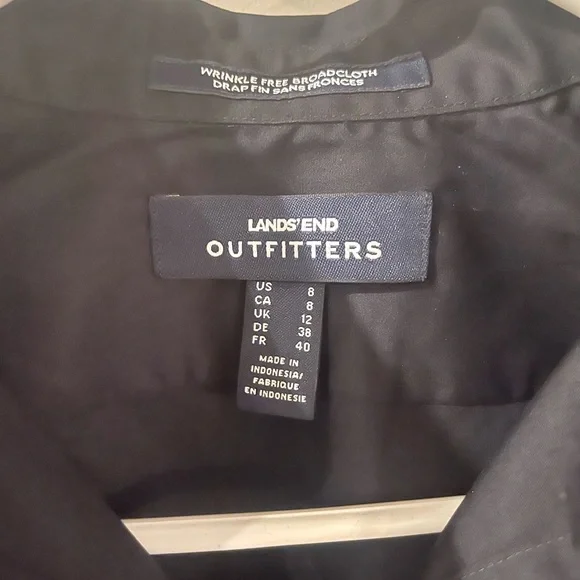 WRINKLE FREE BROADCLOTH
DRAP FIN SANS FRONCES
LANDS' END
OUTFITTERS
US 8
CA 8
UK 12
DE 38
FR 40
MADE IN
INDONESIA/
FABRIQUE
EN INDONESIE